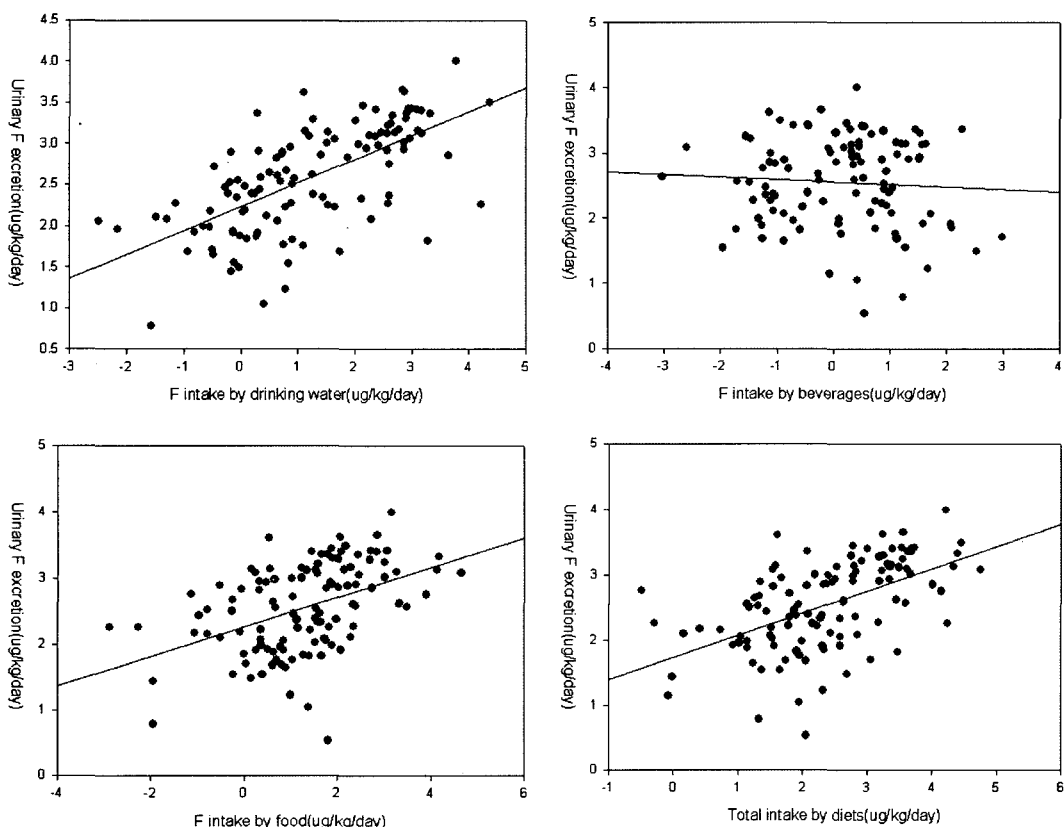 Urinary F excretion(ug/kg/day)
4.5
4.0
3.5
3.0
2.5
2.0
1.5
1.0
0.5
-3 -2 -1 0 1 2 3 4 5
F intake by drinking water(ug/kg/day)
Urinary F excretion(ug/kg/day)
5
4
3
2
1
0
-4 -3 -2 -1 0 1 2 3 4
F intake by beverages(ug/kg/day)
Urinary F excretion(ug/kg/day)
5
4
3
2
1
0
-4 -2 0 2 4 6
F intake by food(ug/kg/day)
Urinary F excretion(ug/kg/day)
5
4
3
2
1
0
-1 0 1 2 3 4 5 6
Total intake by diets(ug/kg/day)